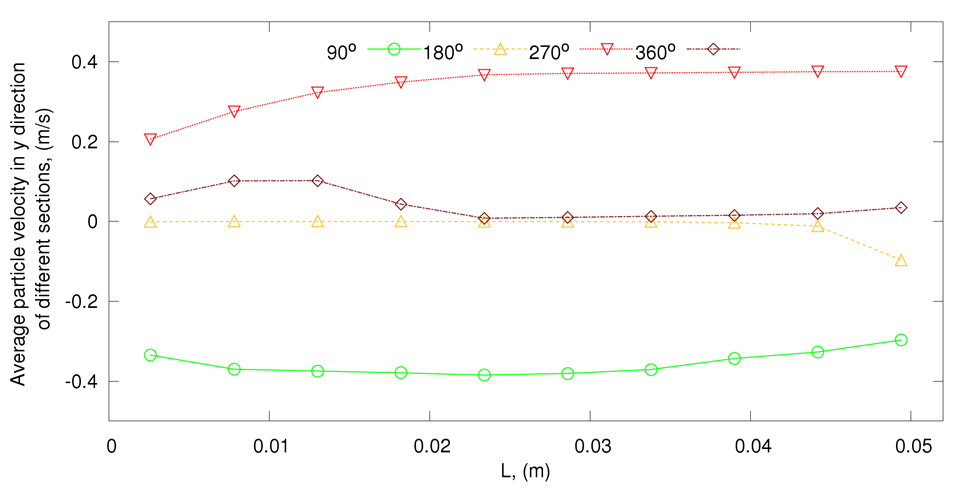 Average particle velocity in y direction
of different sections, (m/s)
90º 180º 270º 360º
0.4
0.2
0
-0.2
-0.4
0 0.01 0.02 0.03 0.04 0.05
L, (m)